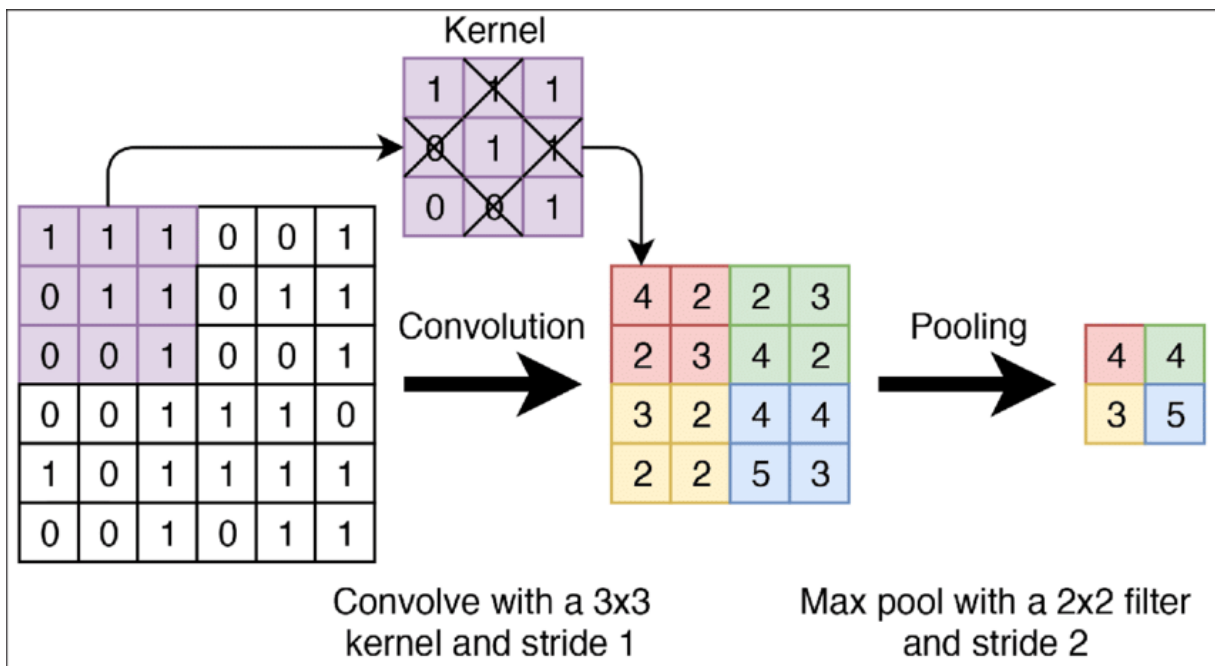 Kernel
1 1 1
0 1 1
0 0 1
1 1 1 0 0 1
0 1 1 0 1 1
0 0 1 0 0 1
0 0 1 1 1 0
1 0 1 1 1 1
0 0 1 0 1 1
Convolution
4 2 2 3
2 3 4 2
3 2 4 4
2 2 5 3
Pooling
4 4
3 5
Convolve with a 3x3
kernel and stride 1
Max pool with a 2x2 filter
and stride 2